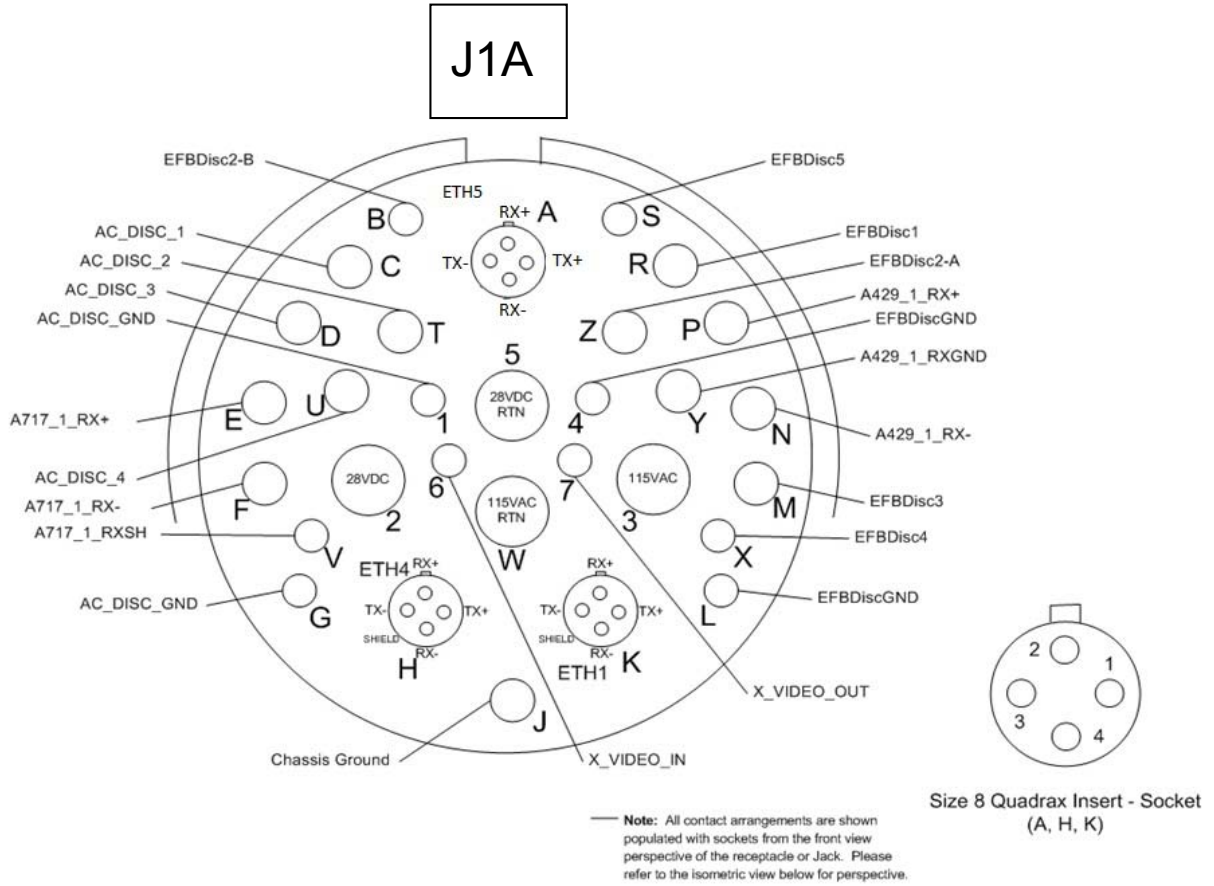 J1A
EFBDisc2-B
EFBDisc5
ETH5
RX+ A
B
S
AC_DISC_1
EFBDisc1
AC_DISC_2
C
TX-
TX+
R
EFBDisc2-A
AC_DISC_3
A429_1_RX+
AC_DISC_GND
RX-
EFBDiscGND
D
T
Z
P
5
A429_1_RXGND
28VDC
RTN
A717_1_RX+
E
U
1
4
Y
N
A429_1_RX-
AC_DISC_4
28VDC
6
7
115VAC
A717_1_RX-
F
2
115VAC
RTN
3
M
EFBDisc3
A717_1_RXSH
V
W
X
EFBDisc4
ETH4 RX+
RX+
AC_DISC_GND
G
TX-
TX+
TX-
TX+
L
EFBDiscGND
SHIELD
SHIELD
RX-
RX-
H
ETH1 K
X_VIDEO_OUT
J
Chassis Ground
X_VIDEO_IN
2
1
3
4
Size 8 Quadrax Insert - Socket
(A, H, K)
Note: All contact arrangements are shown
populated with sockets from the front view
perspective of the receptacle or Jack. Please
refer to the isometric view below for perspective.